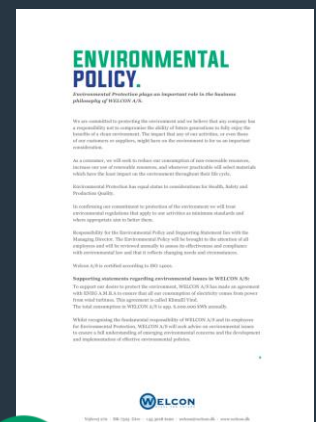 ENVIRONMENTAL
POLICY.
Environmental Protection plays an important role in the business
philosophy of WELCON A/S.
We are committed to protecting the environment and we believe that any company has
a responsibility not to compromise the ability of future generations to fully enjoy the
benefits of a clean environment. The impact that any of our activities, or even those
of our customers or suppliers, might have on the environment is for us an important
consideration.
As a consumer, we will seek to reduce our consumption of non-renewable resources,
increase our use of renewable resources, and wherever practicable will select materials
which have the least impact on the environment throughout their life cycle.
Environmental Protection has equal status in considerations for Health, Safety and
Production Quality.
In confirming our commitment to protection of the environment we will treat
environmental regulations that apply to our activities as minimum standards and
where appropriate aim to better them.
Responsibility for the Environmental Policy and Supporting Statement lies with the
Managing Director. The Environmental Policy will be brought to the attention of all
employees and will be reviewed annually to assess its effectiveness and compliance
with environmental law and that it reflects changing needs and circumstances.
Welcon A/S is certified according to ISO 14001.
Supporting statements regarding environmental issues in WELCON A/S:
To support our desire to protect the environment, WELCON A/S has made an agreement
with to ensure that all our consumption of electricity comes from power
from wind turbines. This agreement is called
The total consumption in WELCON A/S is app. kWh annually.
Whilst recognising the fundamental responsibility of WELCON A/S and its employees
for Environmental Protection, WELCON A/S will seek advice on environmental issues
to ensure a full understanding of emerging environmental concerns and the development
and implementation of effective environmental policies.
WELCON